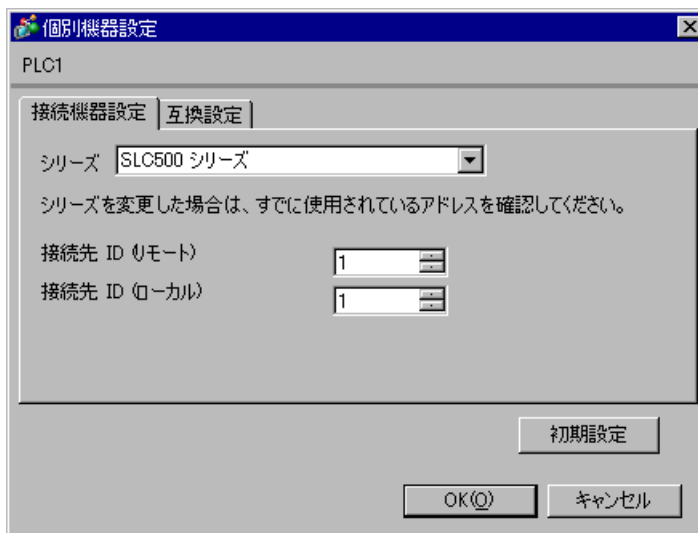 個別機器設定
PLC1
接続機器設定 互換設定
シリーズ SLC500 シリーズ
シリーズを変更した場合は、すでに使用されているアドレスを確認してください。
接続先 ID (リモート) 1
接続先 ID (ローカル) 1
初期設定
OK(O) キャンセル